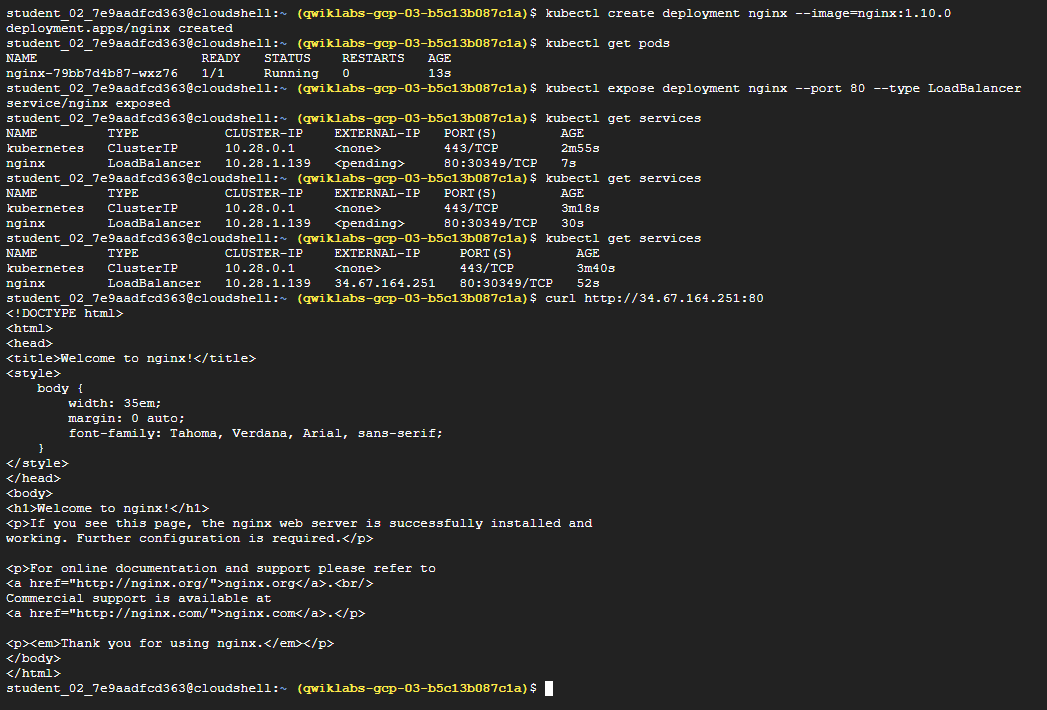 student_02_7e9aadfcd363@cloudshell:~ (qwiklabs-gcp-03-b5c13b087c1a)$ kubectl create deployment nginx --image=nginx:1.10.0
deployment.apps/nginx created
student_02_7e9aadfcd363@cloudshell:~ (qwiklabs-gcp-03-b5c13b087c1a)$ kubectl get pods
NAME                     READY   STATUS    RESTARTS   AGE
nginx-79bb7d4b87-wxz76   1/1     Running   0          13s
student_02_7e9aadfcd363@cloudshell:~ (qwiklabs-gcp-03-b5c13b087c1a)$ kubectl expose deployment nginx --port 80 --type LoadBalancer
service/nginx exposed
student_02_7e9aadfcd363@cloudshell:~ (qwiklabs-gcp-03-b5c13b087c1a)$ kubectl get services
NAME         TYPE           CLUSTER-IP    EXTERNAL-IP   PORT(S)        AGE
kubernetes   ClusterIP      10.28.0.1     <none>        443/TCP        2m55s
nginx        LoadBalancer   10.28.1.139   <pending>     80:30349/TCP   7s
student_02_7e9aadfcd363@cloudshell:~ (qwiklabs-gcp-03-b5c13b087c1a)$ kubectl get services
NAME         TYPE           CLUSTER-IP    EXTERNAL-IP   PORT(S)        AGE
kubernetes   ClusterIP      10.28.0.1     <none>        443/TCP        3m18s
nginx        LoadBalancer   10.28.1.139   <pending>     80:30349/TCP   30s
student_02_7e9aadfcd363@cloudshell:~ (qwiklabs-gcp-03-b5c13b087c1a)$ kubectl get services
NAME         TYPE           CLUSTER-IP    EXTERNAL-IP     PORT(S)        AGE
kubernetes   ClusterIP      10.28.0.1     <none>          443/TCP        3m40s
nginx        LoadBalancer   10.28.1.139   34.67.164.251   80:30349/TCP   52s
student_02_7e9aadfcd363@cloudshell:~ (qwiklabs-gcp-03-b5c13b087c1a)$ curl http://34.67.164.251:80
<!DOCTYPE html>
<html>
<head>
<title>Welcome to nginx!</title>
<style>
    body {
        width: 35em;
        margin: 0 auto;
        font-family: Tahoma, Verdana, Arial, sans-serif;
    }
</style>
</head>
<body>
<h1>Welcome to nginx!</h1>
<p>If you see this page, the nginx web server is successfully installed and
working. Further configuration is required.</p>

<p>For online documentation and support please refer to
<a href="http://nginx.org/">nginx.org</a>.<br/>
Commercial support is available at
<a href="http://nginx.com/">nginx.com</a>.</p>

<p><em>Thank you for using nginx.</em></p>
</body>
</html>
student_02_7e9aadfcd363@cloudshell:~ (qwiklabs-gcp-03-b5c13b087c1a)$